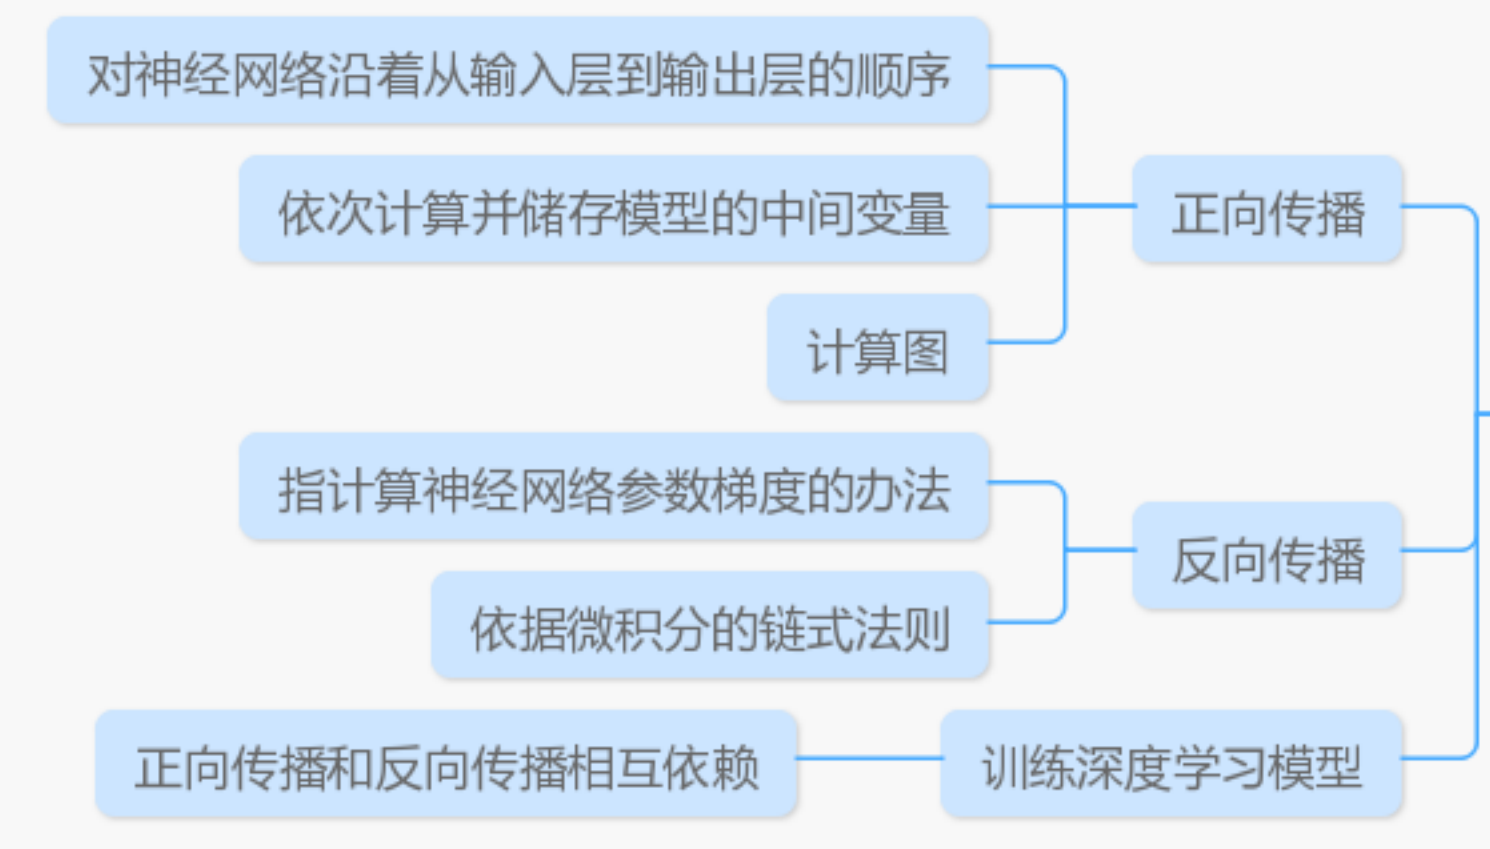 对神经网络沿着从输入层到输出层的顺序
依次计算并储存模型的中间变量
正向传播
计算图
指计算神经网络参数梯度的办法
反向传播
依据微积分的链式法则
正向传播和反向传播相互依赖
训练深度学习模型